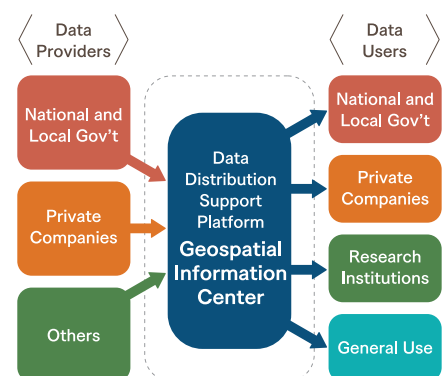 Data
Providers
National and
Local Gov't
Private
Companies
Others
Data
Distribution
Support
Platform
Geospatial
Information
Center
Data
Users
National and
Local Gov't
Private
Companies
Research
Institutions
General Use